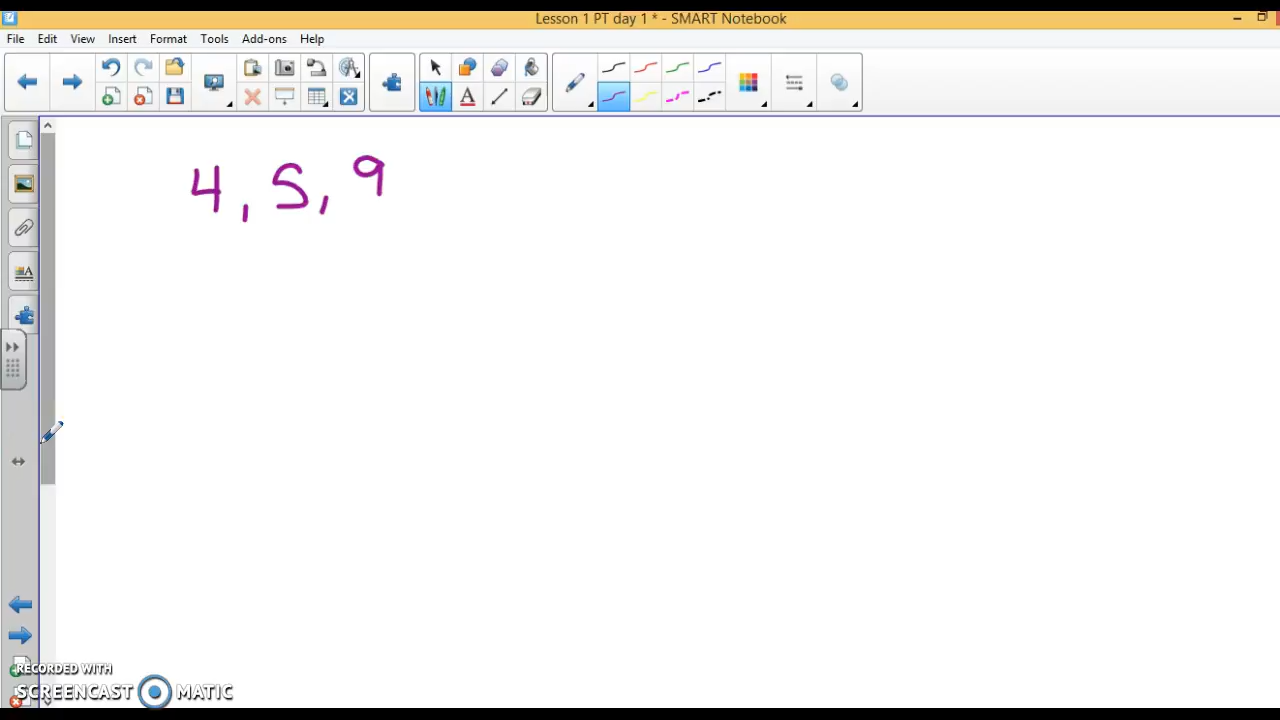 Lesson 1 PT day 1 * - SMART Notebook
File Edit View Insert Format Tools Add-ons Help
4, 5, 9
RECORDED WITH
SCREENCAST MATIC